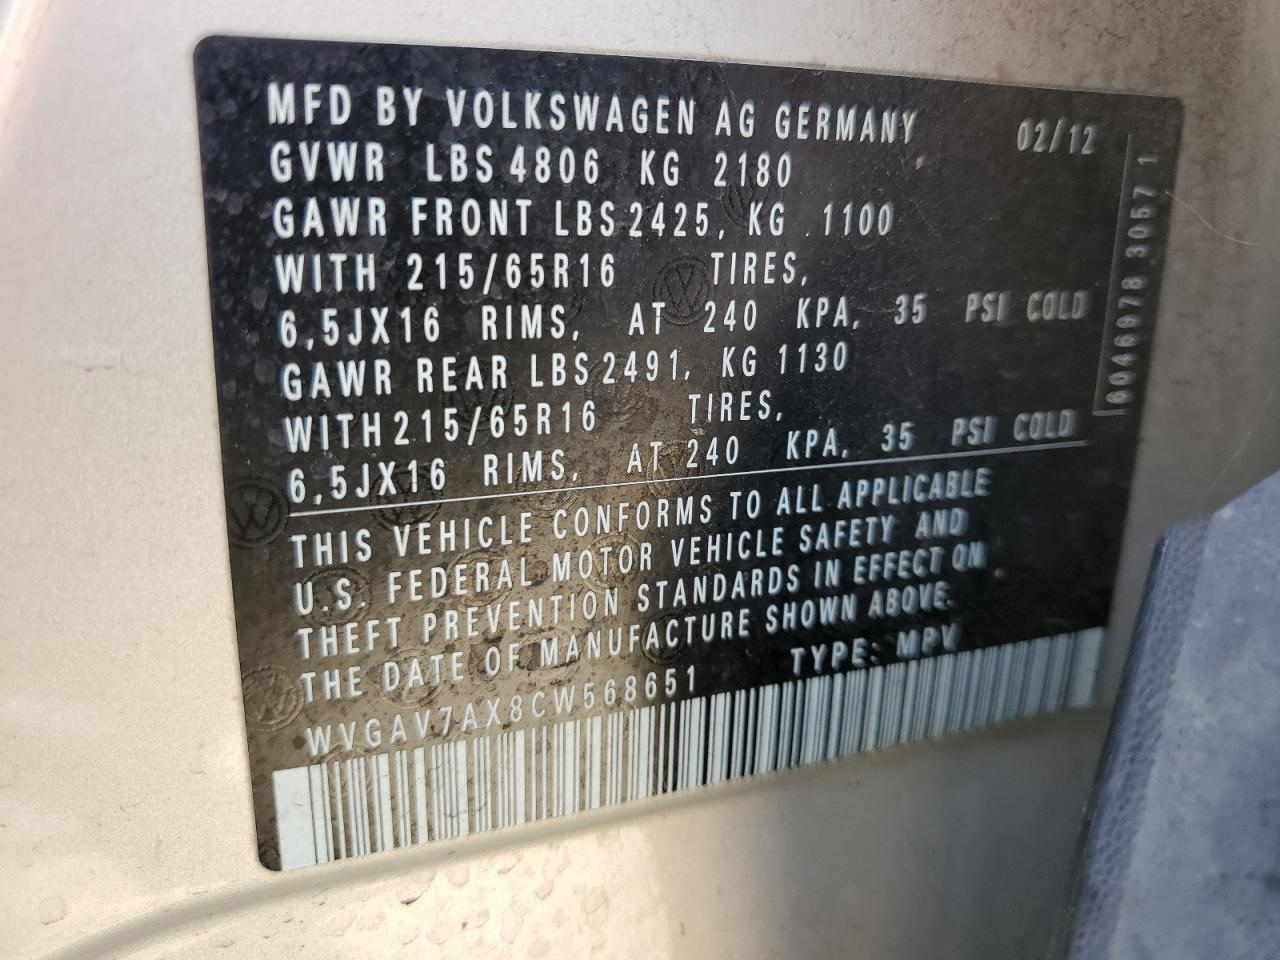 MFD BY VOLKSWAGEN AG GERMANY 02/12
GVWR LBS 4806 KG 2180
GAWR FRONT LBS 2425, KG 1100
WITH 215/65R16 TIRES,
6,5JX16 RIMS, AT 240 KPA, 35 PSI COLD
GAWR REAR LBS 2491, KG 1130
WITH 215/65R16 TIRES,
6,5JX16 RIMS, AT 240 KPA, 35 PSI COLD
THIS VEHICLE CONFORMS TO ALL APPLICABLE
U.S. FEDERAL MOTOR VEHICLE SAFETY AND
THEFT PREVENTION STANDARDS IN EFFECT ON
THE DATE OF MANUFACTURE SHOWN ABOVE.
WVGAV7AX8CW568651 TYPE: MPV